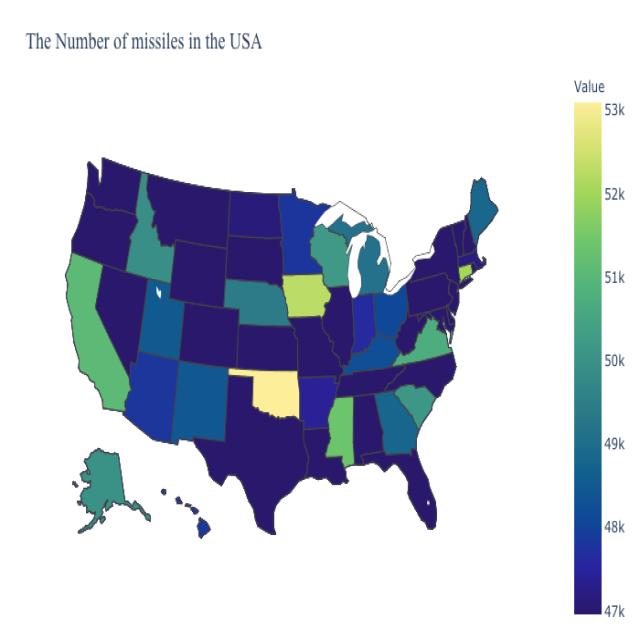 The Number of missiles in the USA
Value
53k
52k
51k
50k
49k
48k
47k